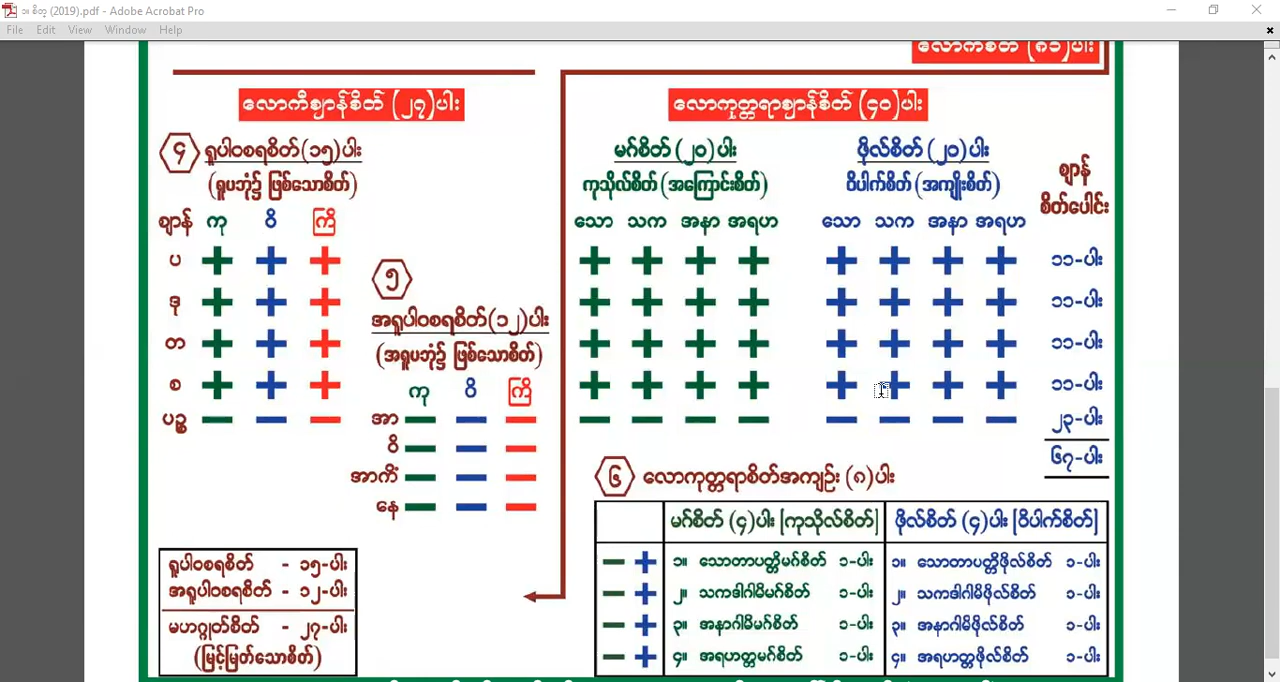 ဒၢ စိတ္ (2019).pdf - Adobe Acrobat Pro
File Edit View Window Help
လောကီစျာန်စိတ် (၂၇)ပါး
၄ ရူပါဝစရစိတ်(၁၅)ပါး
(ရူပဘုံ၌ ဖြစ်သောစိတ်)
စျာန် ကု ဝိ ကြိ
ပ
ဒု
တ
စ
ပဉ္စ
၅
အရူပါဝစရစိတ်(၁၂)ပါး
(အရူပဘုံ၌ ဖြစ်သောစိတ်)
ကု ဝိ ကြိ
အာ
ဝိ
အာကိံ
နေ
ရူပါဝစရစိတ် - ၁၅-ပါး
အရူပါဝစရစိတ် - ၁၂-ပါး
မဟဂ္ဂုတ်စိတ် - ၂၇-ပါး
(မြင့်မြတ်သောစိတ်)
လောကုတ္တရာစျာန်စိတ် (၄၀)ပါး
မဂ်စိတ် (၂၀)ပါး
ကုသိုလ်စိတ် (အကြောင်းစိတ်)
သော သက အနာ အရဟ
ဖိုလ်စိတ် (၂၀)ပါး
ဝိပါက်စိတ် (အကျိုးစိတ်)
သော သက အနာ အရဟ
စျာန်
စိတ်ပေါင်း
၁၁-ပါး
၁၁-ပါး
၁၁-ပါး
၁၁-ပါး
၂၃-ပါး
၆၇-ပါး
၆ လောကုတ္တရာစိတ်အကျဉ်း (၈)ပါး
မဂ်စိတ် (၄)ပါး [ကုသိုလ်စိတ်] ဖိုလ်စိတ် (၄)ပါး [ဝိပါက်စိတ်]
၁။ သောတာပတ္တိမဂ်စိတ် ၁-ပါး ၁။ သောတာပတ္တိဖိုလ်စိတ် ၁-ပါး
၂။ သကဒါဂါမိမဂ်စိတ် ၁-ပါး ၂။ သကဒါဂါမိဖိုလ်စိတ် ၁-ပါး
၃။ အနာဂါမိမဂ်စိတ် ၁-ပါး ၃။ အနာဂါမိဖိုလ်စိတ် ၁-ပါး
၄။ အရဟတ္တမဂ်စိတ် ၁-ပါး ၄။ အရဟတ္တဖိုလ်စိတ် ၁-ပါး